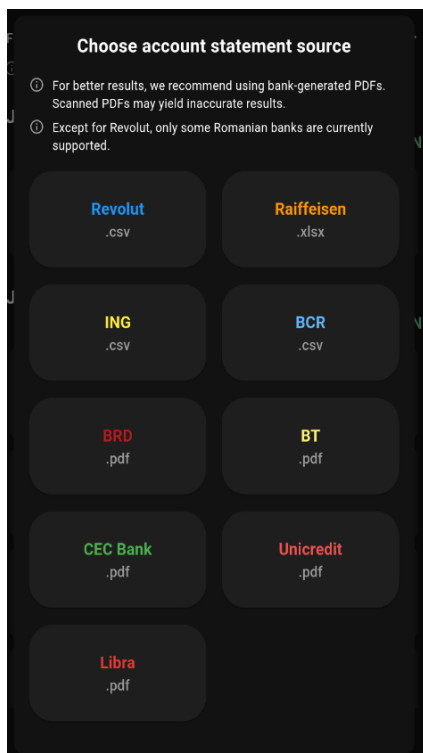 Choose account statement source
For better results, we recommend using bank-generated PDFs.
Scanned PDFs may yield inaccurate results.
Except for Revolut, only some Romanian banks are currently
supported.
Revolut
.csv
Raiffeisen
.xlsx
ING
.csv
BCR
.csv
BRD
.pdf
BT
.pdf
CEC Bank
.pdf
Unicredit
.pdf
Libra
.pdf